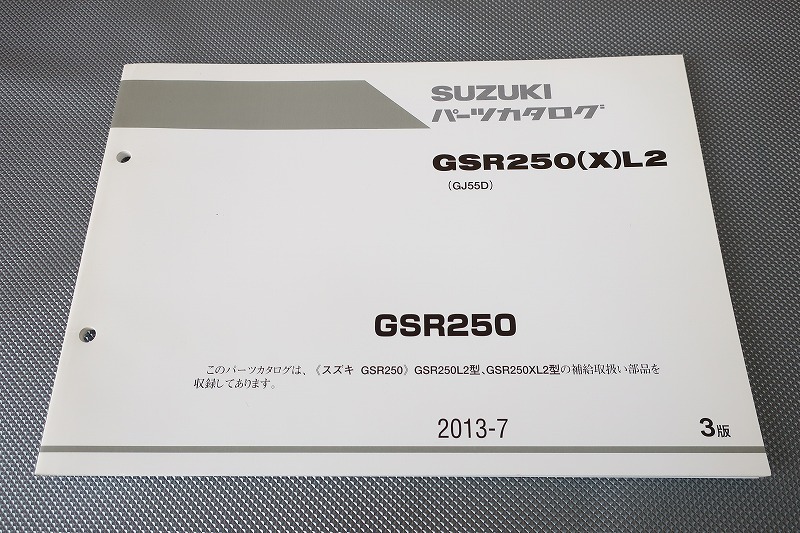 SUZUKI
パーツカタログ
GSR250(X)L2
(GJ55D)
GSR250
このパーツカタログは、《スズキ GSR250》GSR250L2型、GSR250XL2型の補給取扱い部品を
収録してあります。
2013-7
3版